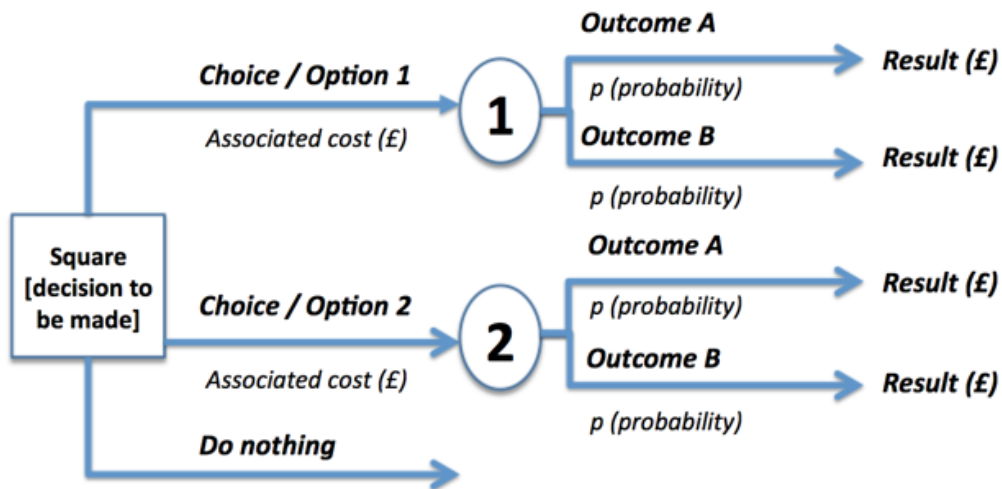 Outcome A
Choice / Option 1
Result (£)
p (probability)
1
Associated cost (£)
Outcome B
Result (£)
p (probability)
Square
[decision to
be made]
Outcome A
Choice / Option 2
Result (£)
p (probability)
2
Associated cost (£)
Outcome B
Result (£)
p (probability)
Do nothing